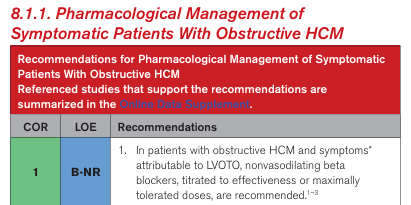 8.1.1. Pharmacological Management of
Symptomatic Patients With Obstructive HCM
Recommendations for Pharmacological Management of Symptomatic
Patients With Obstructive HCM
Referenced studies that support the recommendations are
summarized in the Online Data Supplement.
COR LOE Recommendations
1 B-NR 1. In patients with obstructive HCM and symptoms*
attributable to LVOTO, nonvasodilating beta
blockers, titrated to effectiveness or maximally
tolerated doses, are recommended.1–3